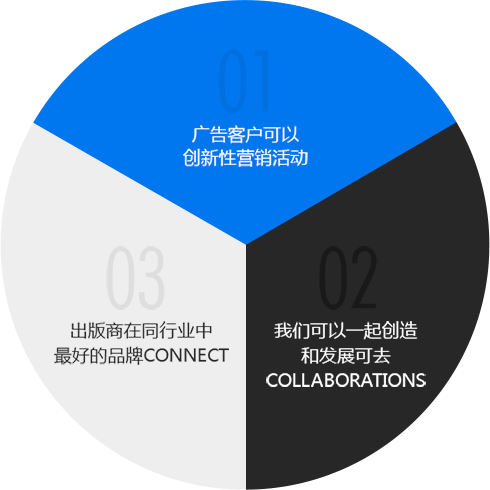 01
广告客户可以
创新性营销活动
02
我们可以一起创造
和发展可去
COLLABORATIONS
03
出版商在同行业中
最好的品牌CONNECT